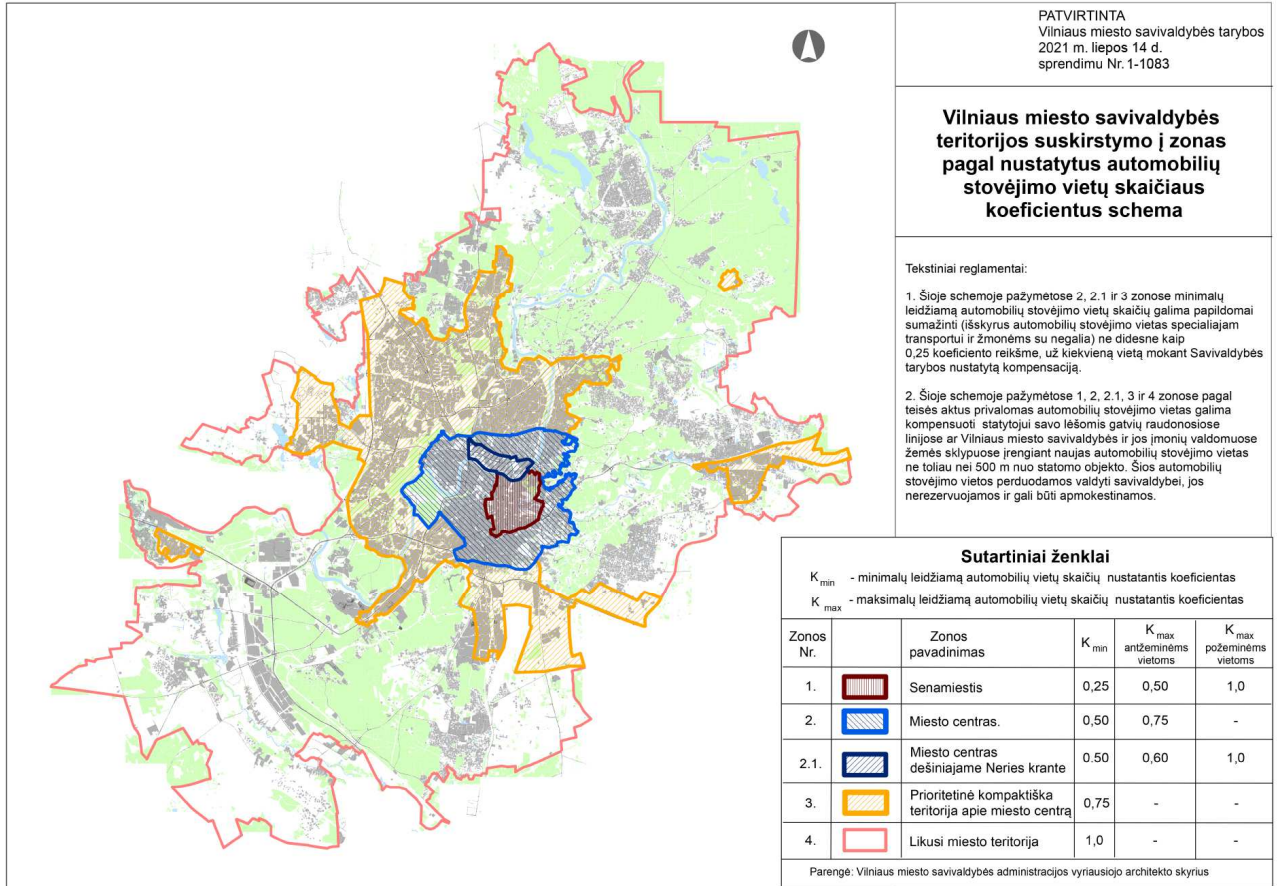 PATVIRTINTA
Vilniaus miesto savivaldybės tarybos
2021 m. liepos 14 d.
sprendimu Nr. 1-1083
Vilniaus miesto savivaldybės
teritorijos suskirstymo į zonas
pagal nustatytus automobilių
stovėjimo vietų skaičiaus
koeficientus schema
Tekstiniai reglamentai:
1. Šioje schemoje pažymėtose 2, 2.1 ir 3 zonose minimalų
leidžiamą automobilių stovėjimo vietų skaičių galima papildomai
sumažinti (išskyrus automobilių stovėjimo vietas specialiajam
transportui ir žmonėms su negalia) ne didesne kaip
0,25 koeficiento reikšme, už kiekvieną vietą mokant Savivaldybės
tarybos nustatytą kompensaciją.
2. Šioje schemoje pažymėtose 1, 2, 2.1, 3 ir 4 zonose pagal
teisės aktus privalomas automobilių stovėjimo vietas galima
kompensuoti statytojui savo lėšomis gatvių raudonosiose
linijose ar Vilniaus miesto savivaldybė ir jos įmonių valdomuose
žemės sklypuose įrengiant naujas automobilių stovėjimo vietas
ne toliau nei 500 m nuo statomo objekto. Šios automobilių
stovėjimo vietos perduodamos valdyti savivaldybei, jos
nerezervuojamos ir gali būti apmokestinamos.
Sutartiniai ženklai
K min - minimalų leidžiamą automobilių vietų skaičių nustatantis koeficientas
K max - maksimalų leidžiamą automobilių vietų skaičių nustatantis koeficientas
Zonos Nr. Zonos pavadinimas K min K max antžeminėms vietoms K max požeminėms vietoms
1. Senamiestis 0,25 0,50 1,0
2. Miesto centras. 0,50 0,75 -
2.1. Miesto centras dešiniajame Neries krante 0.50 0,60 1,0
3. Prioritetinė kompaktiška teritorija apie miesto centrą 0,75 - -
4. Likusi miesto teritorija 1,0 - -
Parengė: Vilniaus miesto savivaldybės administracijos vyriausiojo architekto skyrius